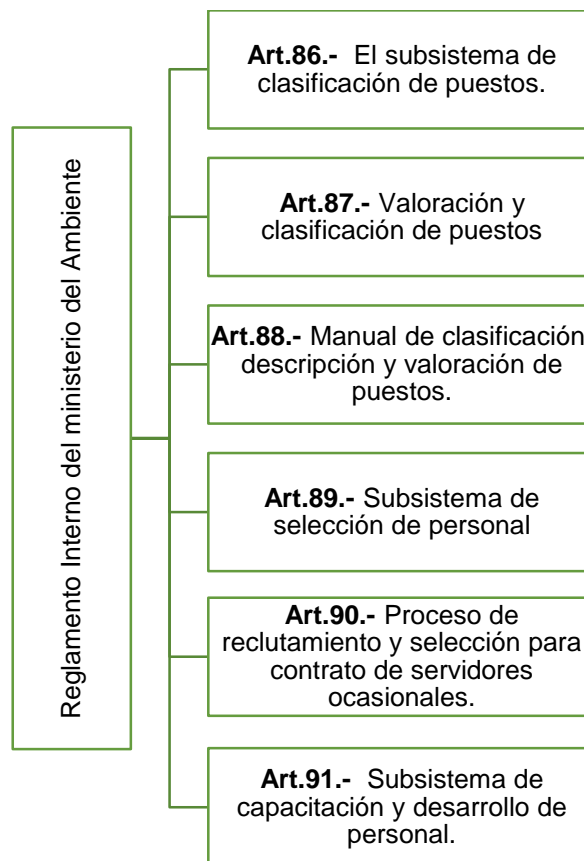 Reglamento Interno del ministerio del Ambiente
Art.86.- El subsistema de
clasificación de puestos.
Art.87.- Valoración y
clasificación de puestos
Art.88.- Manual de clasificación
descripción y valoración de
puestos.
Art.89.- Subsistema de
selección de personal
Art.90.- Proceso de
reclutamiento y selección para
contrato de servidores
ocasionales.
Art.91.- Subsistema de
capacitación y desarrollo de
personal.